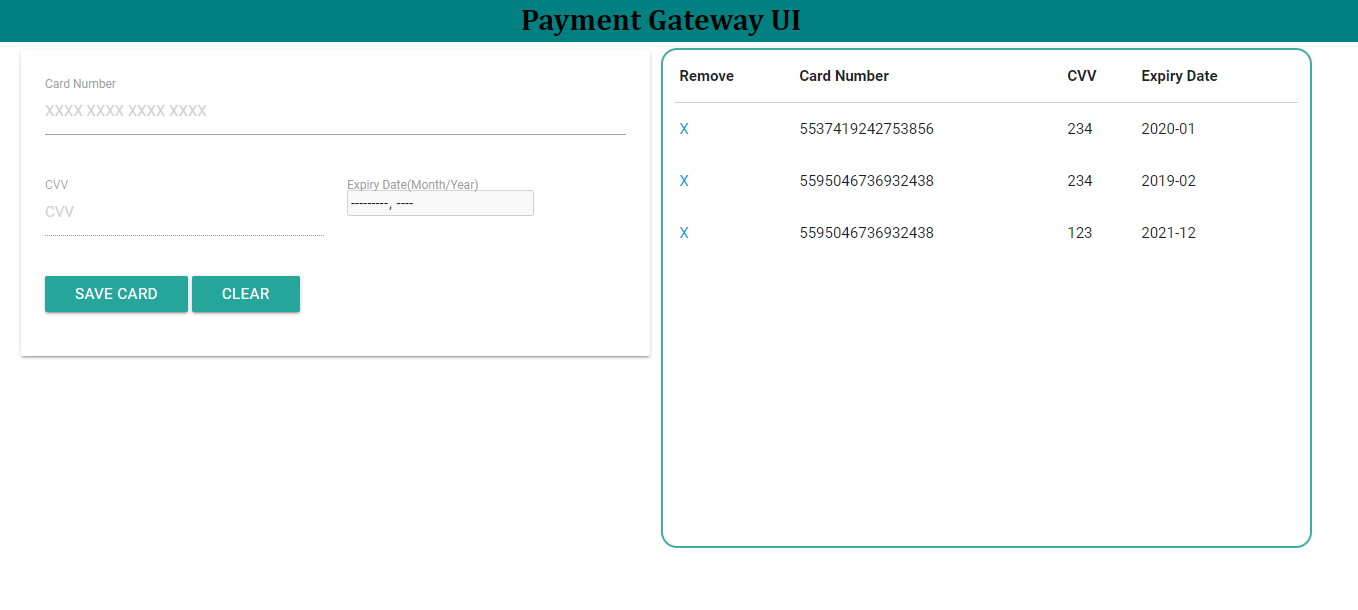 Payment Gateway UI
Card Number
XXXX XXXX XXXX XXXX
CVV
CVV
Expiry Date(Month/Year)
---------, ----
SAVE CARD
CLEAR
Remove Card Number CVV Expiry Date
X 5537419242753856 234 2020-01
X 5595046736932438 234 2019-02
X 5595046736932438 123 2021-12